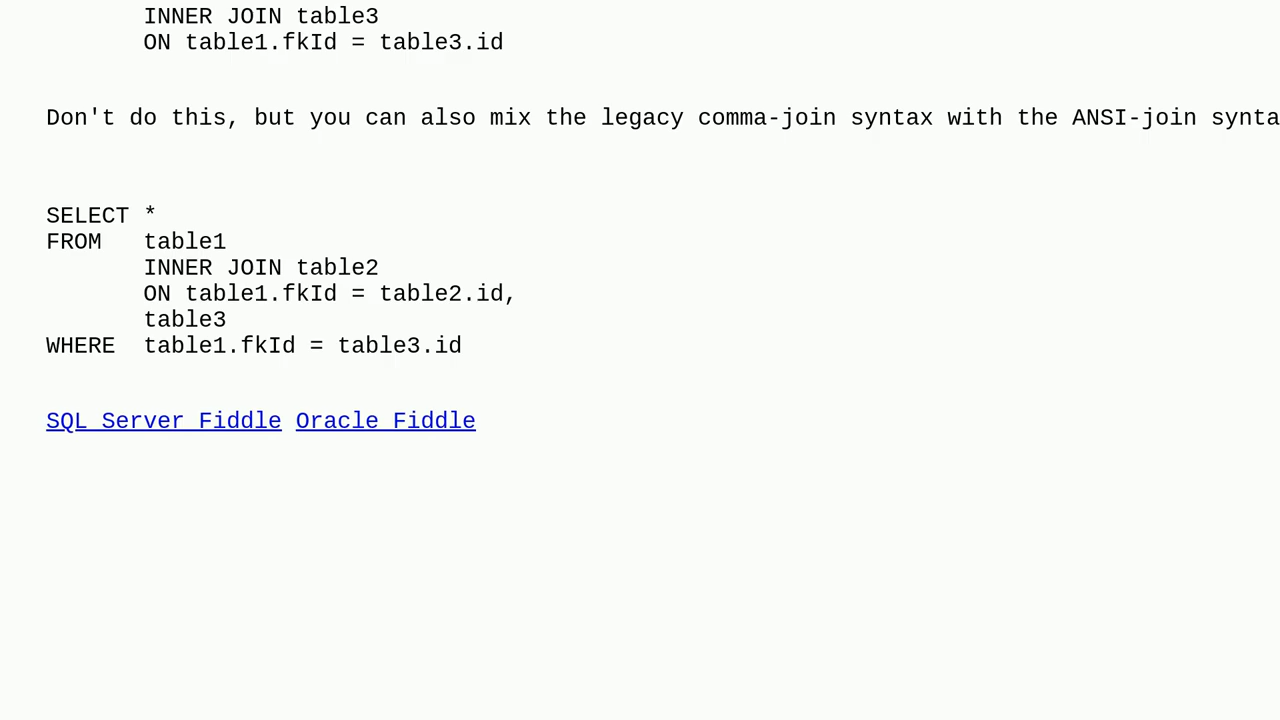 INNER JOIN table3
ON table1.fkId = table3.id
Don't do this, but you can also mix the legacy comma-join syntax with the ANSI-join synta
SELECT *
FROM   table1
INNER JOIN table2
ON table1.fkId = table2.id,
table3
WHERE  table1.fkId = table3.id
SQL Server Fiddle Oracle Fiddle